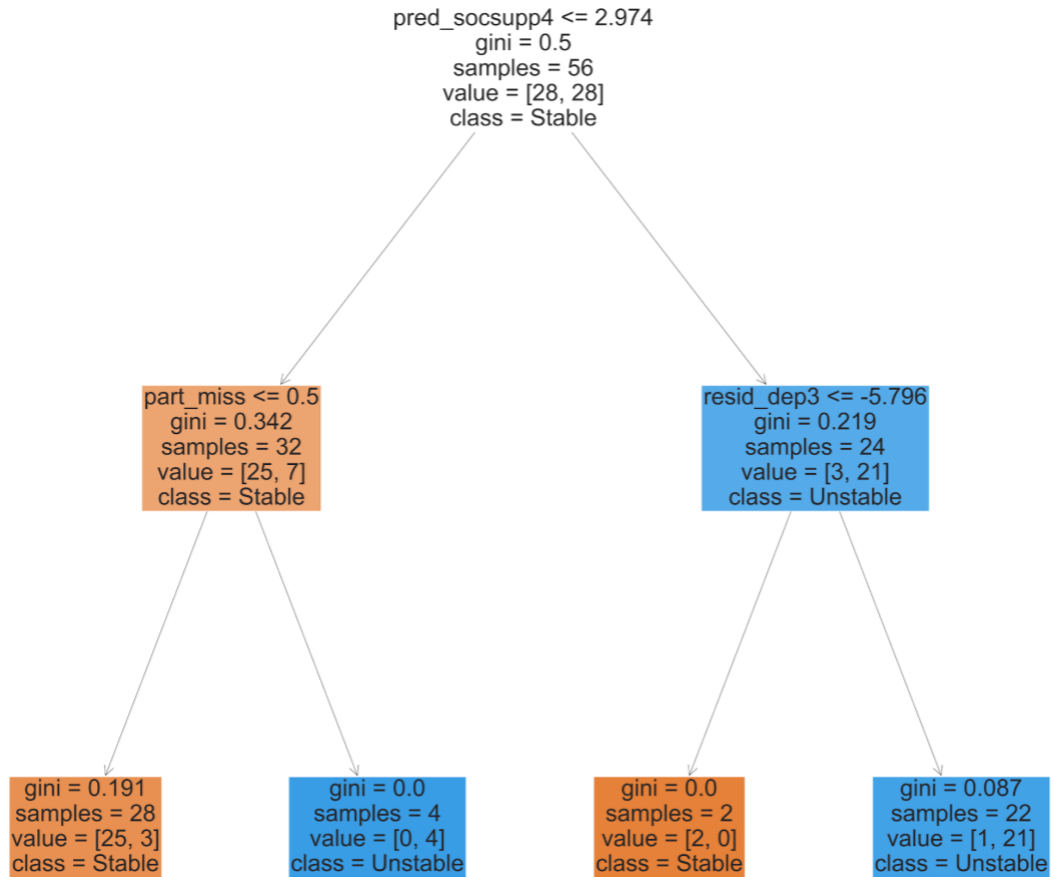 pred_socsupp4 <= 2.974
gini = 0.5
samples = 56
value = [28, 28]
class = Stable
part_miss <= 0.5
gini = 0.342
samples = 32
value = [25, 7]
class = Stable
resid_dep3 <= -5.796
gini = 0.219
samples = 24
value = [3, 21]
class = Unstable
gini = 0.191
samples = 28
value = [25, 3]
class = Stable
gini = 0.0
samples = 4
value = [0, 4]
class = Unstable
gini = 0.0
samples = 2
value = [2, 0]
class = Stable
gini = 0.087
samples = 22
value = [1, 21]
class = Unstable